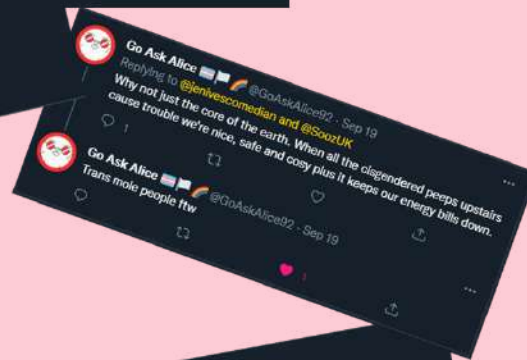 Go Ask Alice @GoAskAlice92 · Sep 19
Replying to @jenivescomedian and @SoozUK
Why not just the core of the earth. When all the cisgendered peeps upstairs
cause trouble we're nice, safe and cosy plus it keeps our energy bills down.
1
Go Ask Alice @GoAskAlice92 · Sep 19
Trans mole people ftw
1